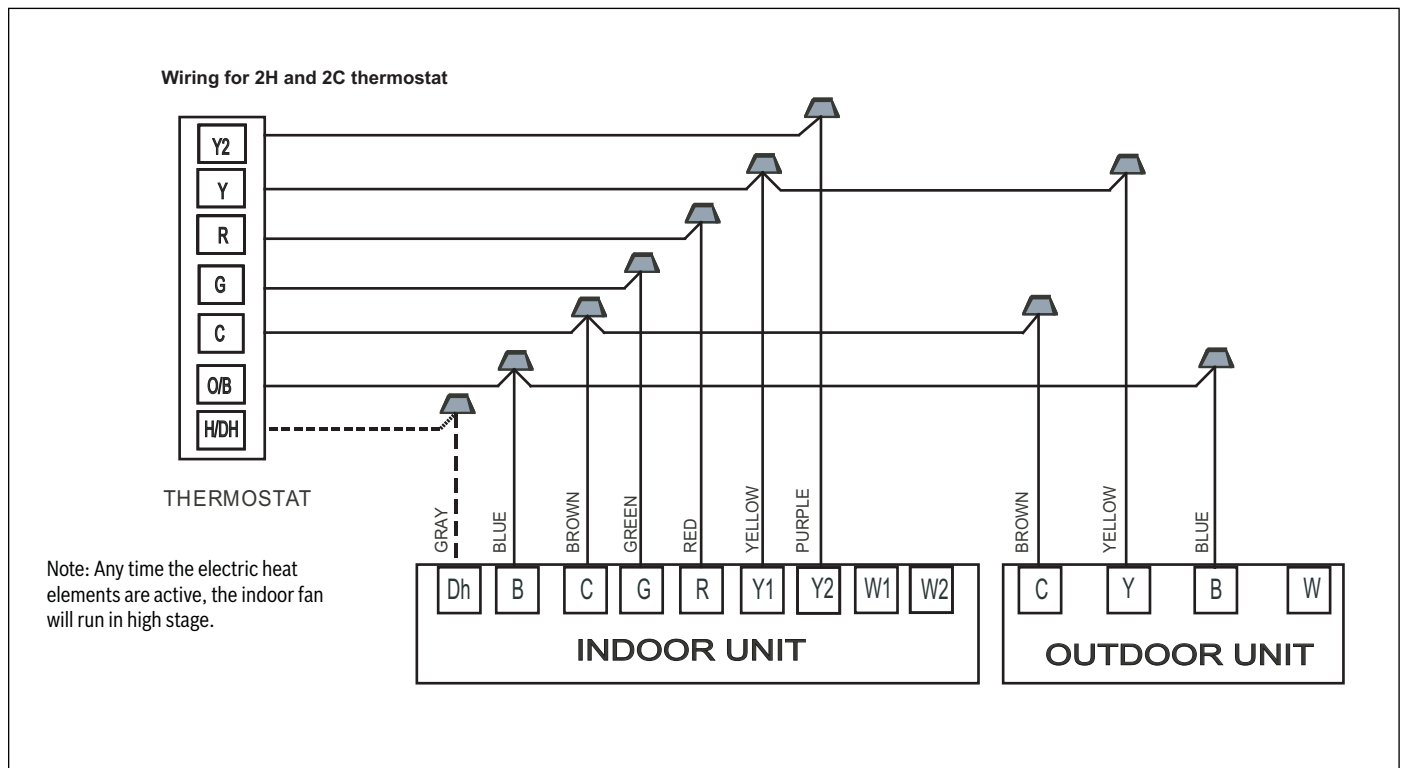 Wiring for 2H and 2C thermostat
Y2
Y
R
G
C
O/B
H/DH
THERMOSTAT
Note: Any time the electric heat
elements are active, the indoor fan
will run in high stage.
GRAY
BLUE
BROWN
GREEN
RED
YELLOW
PURPLE
BROWN
YELLOW
BLUE
Dh B C G R Y1 Y2 W1 W2
INDOOR UNIT
C Y B W
OUTDOOR UNIT